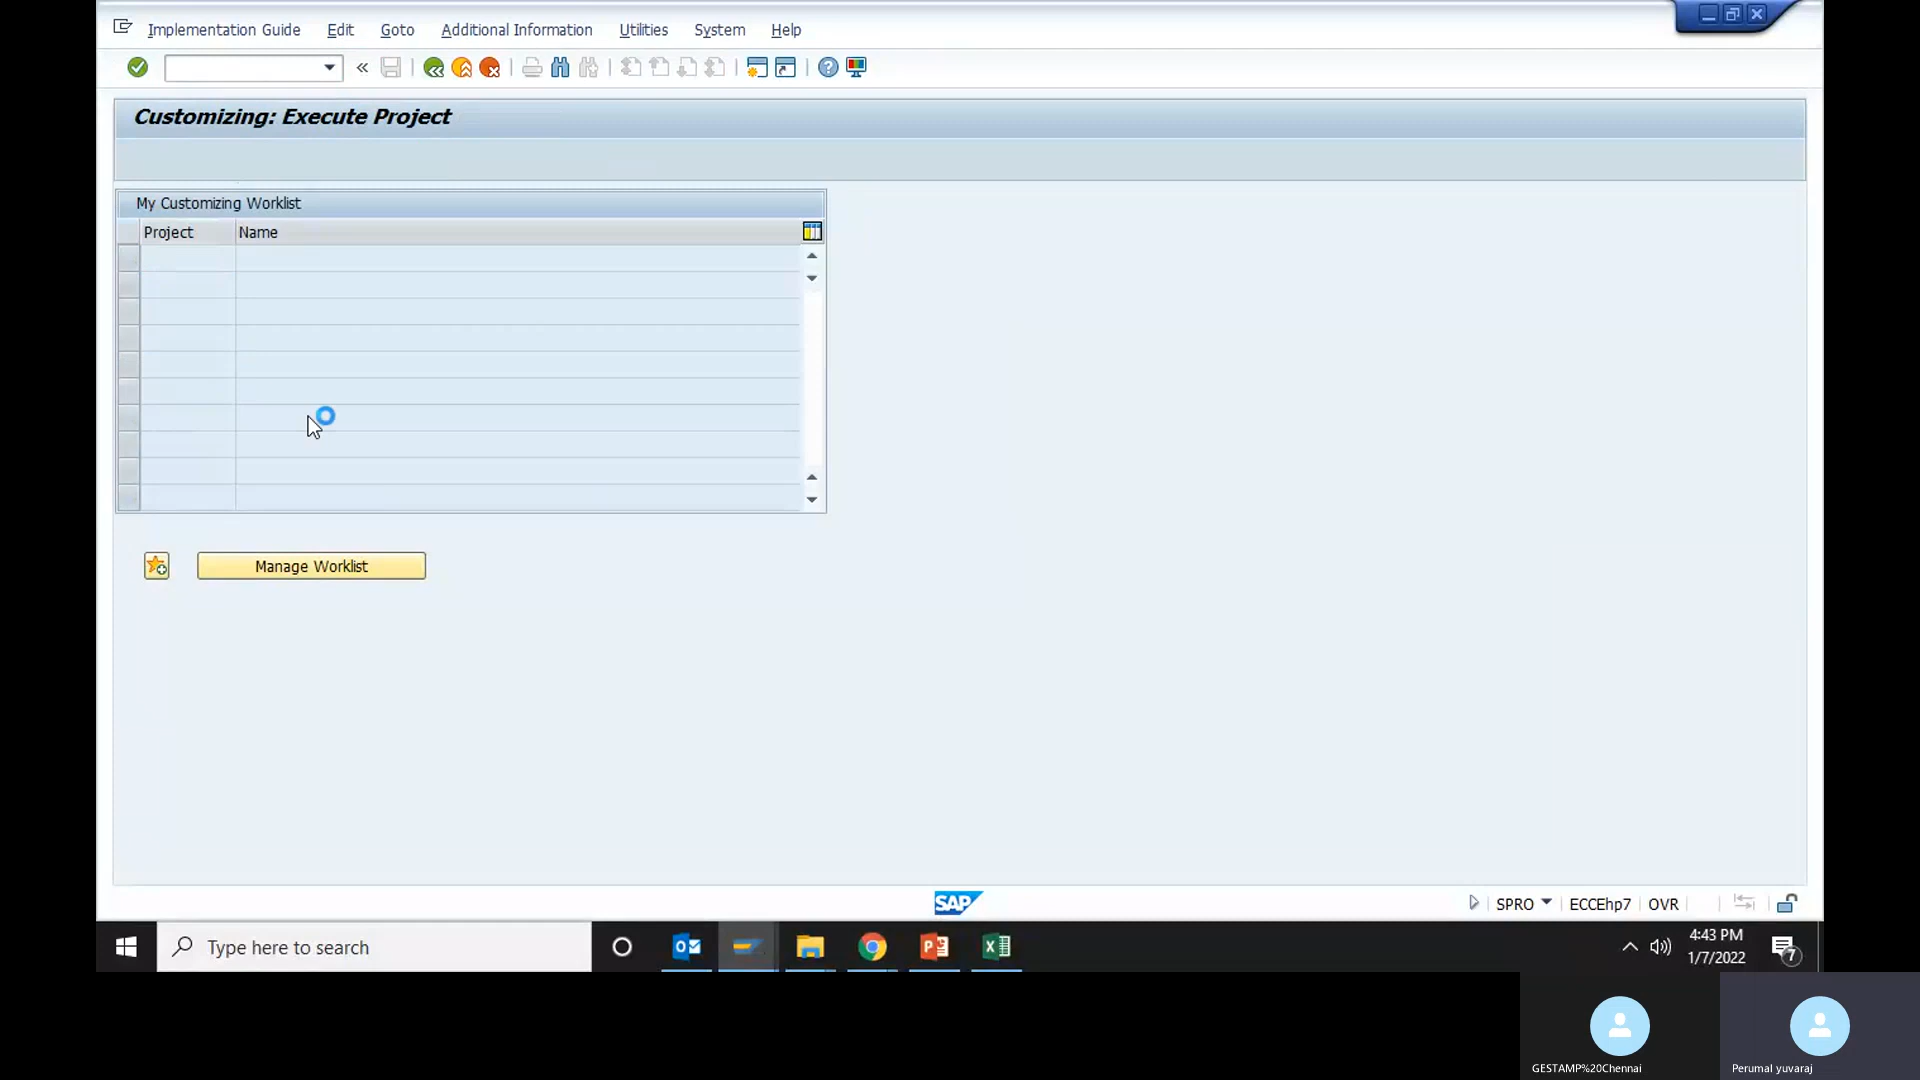 Implementation Guide Edit Goto Additional Information Utilities System Help
Customizing: Execute Project
My Customizing Worklist
Project Name
Manage Worklist
SAP SPRO ECCEhp7 OVR
Type here to search
4:43 PM
1/7/2022
7
GESTAMP%20Chennai Perumal yuvaraj